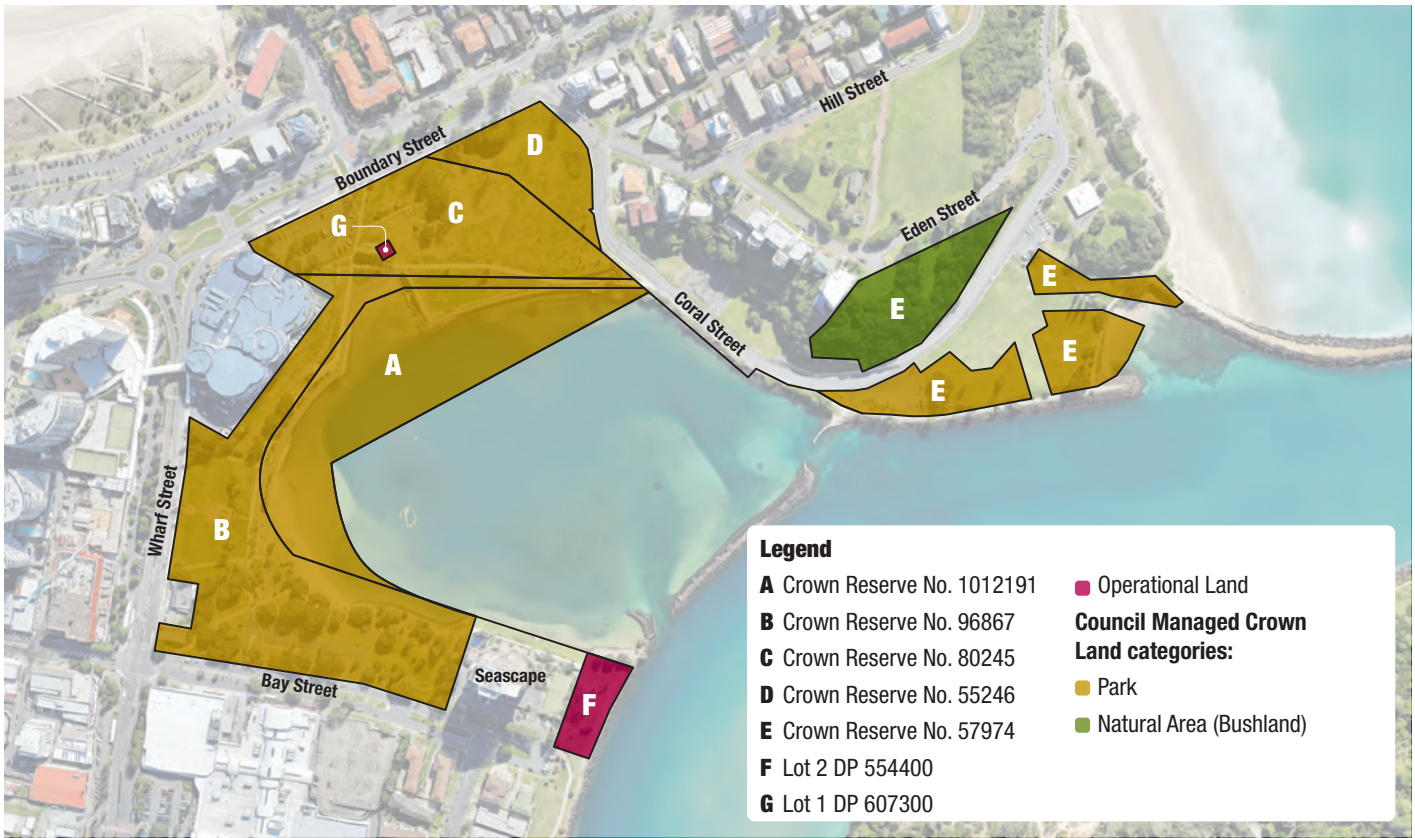 Hill Street
Boundary Street
D
C
G
Eden Street
E
E
Coral Street
E
A
E
Wharf Street
B
Bay Street
Seascape
F
Legend
A Crown Reserve No. 1012191
B Crown Reserve No. 96867
C Crown Reserve No. 80245
D Crown Reserve No. 55246
E Crown Reserve No. 57974
F Lot 2 DP 554400
G Lot 1 DP 607300
Operational Land
Council Managed Crown
Land categories:
Park
Natural Area (Bushland)